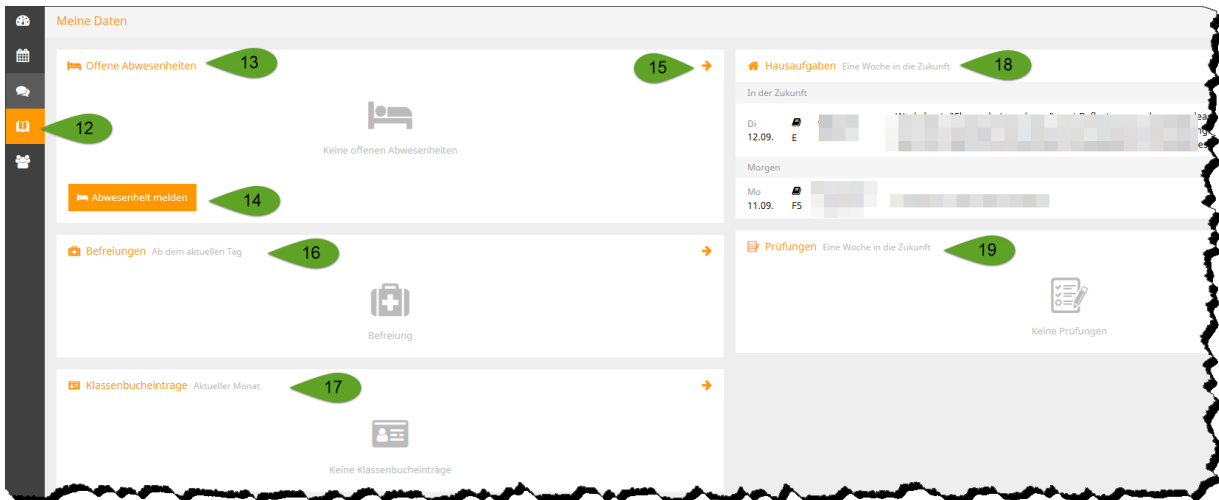 Meine Daten
12
Offene Abwesenheiten 13
15
Keine offenen Abwesenheiten
Abwesenheit melden 14
Befreiungen Ab dem aktuellen Tag 16
Befreiung
Klassenbucheinträge Aktueller Monat 17
Keine Klassenbucheinträge
Hausaufgaben Eine Woche in die Zukunft 18
In der Zukunft
Di
12.09. E
Morgen
Mo
11.09. F5
Prüfungen Eine Woche in die Zukunft 19
Keine Prüfungen